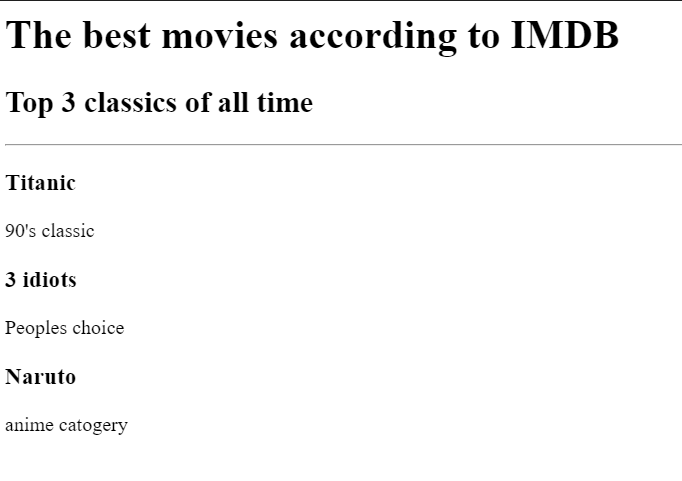 The best movies according to IMDB
Top 3 classics of all time
Titanic
90's classic
3 idiots
Peoples choice
Naruto
anime catogery